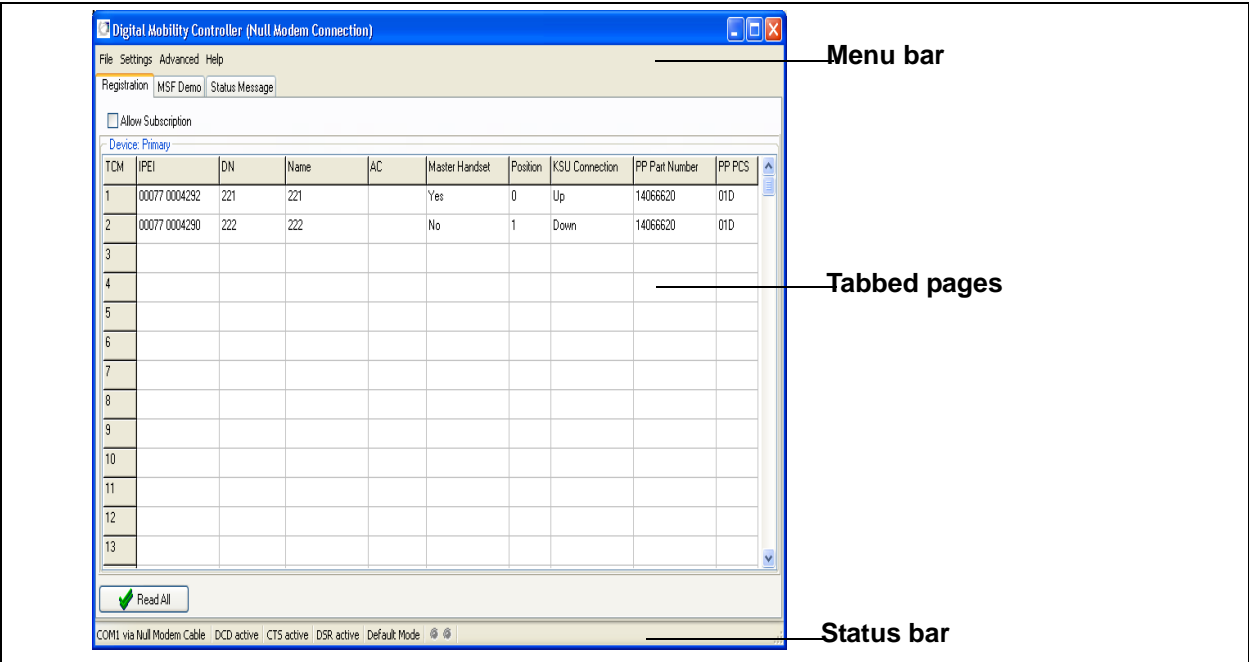 Digital Mobility Controller (Null Modem Connection)
File Settings Advanced Help
Menu bar
Registration MSF Demo Status Message
Allow Subscription
Device: Primary
TCM IPEI DN Name AC Master Handset Position KSU Connection PP Part Number PP PCS
1 00077 0004292 221 221 Yes 0 Up 14066620 01D
2 00077 0004290 222 222 No 1 Down 14066620 01D
3
4
Tabbed pages
5
6
7
8
9
10
11
12
13
Read All
COM1 via Null Modem Cable DCD active CTS active DSR active Default Mode
Status bar